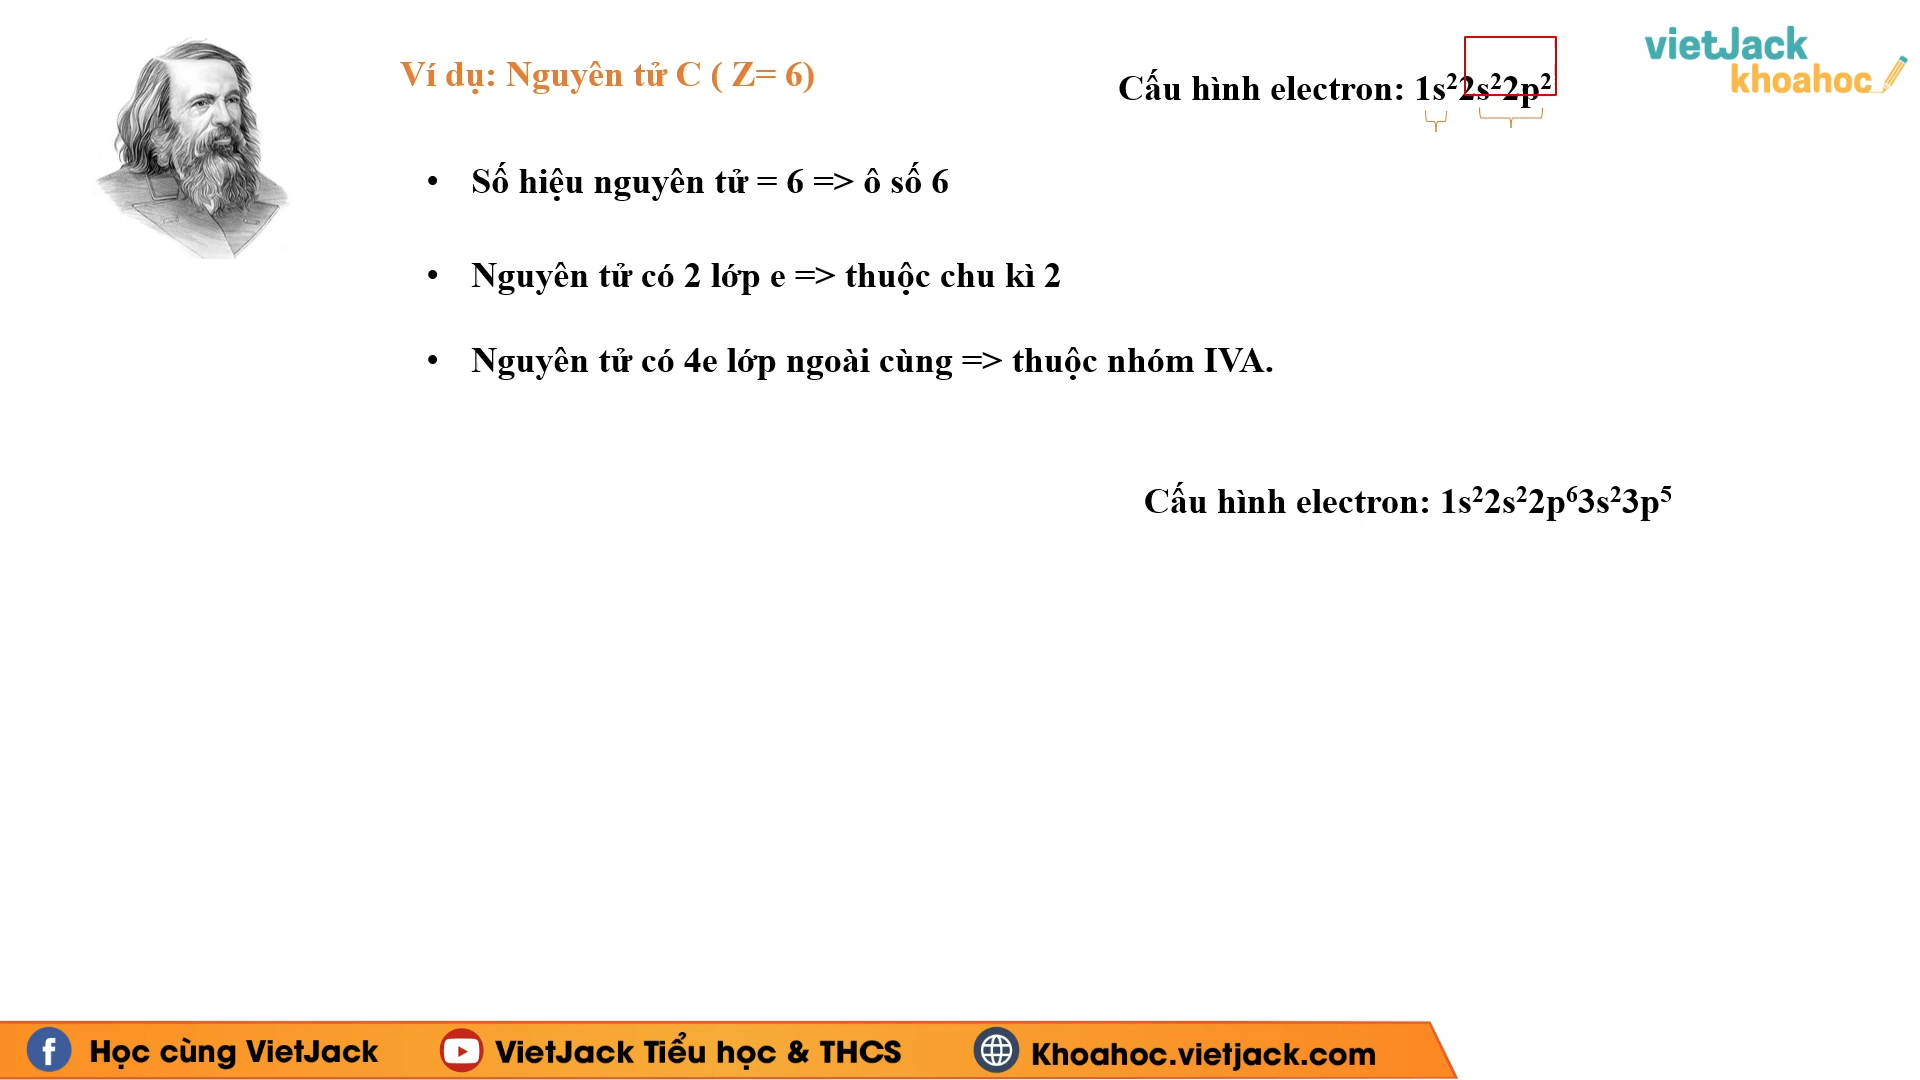 Ví dụ: Nguyên tử C ( Z= 6)
Cấu hình electron: 1s²2s²2p²
vietJack
khoahoc
• Số hiệu nguyên tử = 6 => ô số 6
• Nguyên tử có 2 lớp e => thuộc chu kì 2
• Nguyên tử có 4e lớp ngoài cùng => thuộc nhóm IVA.
Cấu hình electron: 1s²2s²2p⁶3s²3p⁵
Học cùng VietJack
VietJack Tiểu học & THCS
Khoahoc.vietjack.com